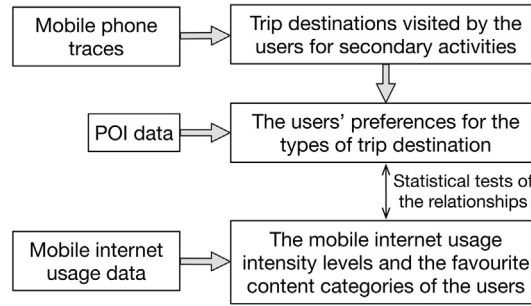 Mobile phone
traces
Trip destinations visited by the
users for secondary activities
POI data
The users' preferences for the
types of trip destination
Statistical tests of
the relationships
Mobile internet
usage data
The mobile internet usage
intensity levels and the favourite
content categories of the users